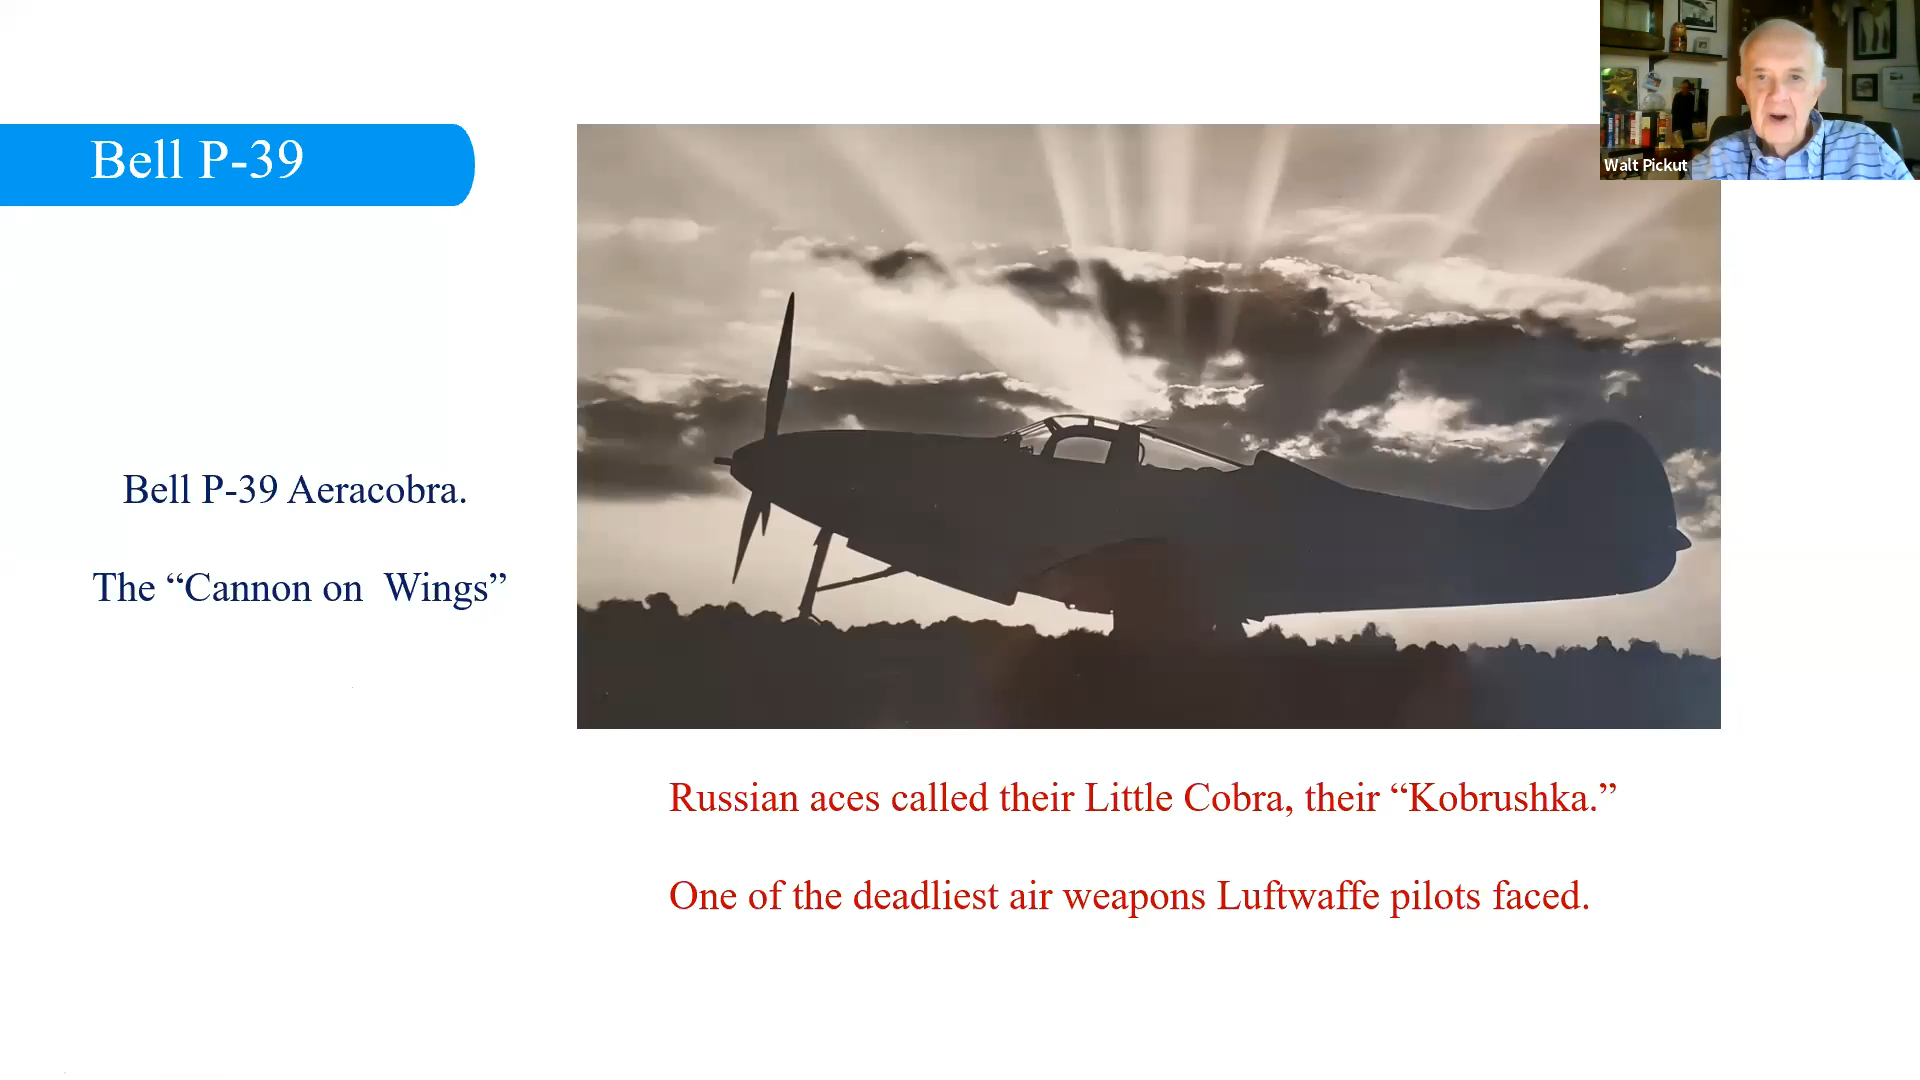 Bell P-39
Walt Pickut
Bell P-39 Aeracobra.
The “Cannon on Wings”
Russian aces called their Little Cobra, their “Kobrushka.”
One of the deadliest air weapons Luftwaffe pilots faced.